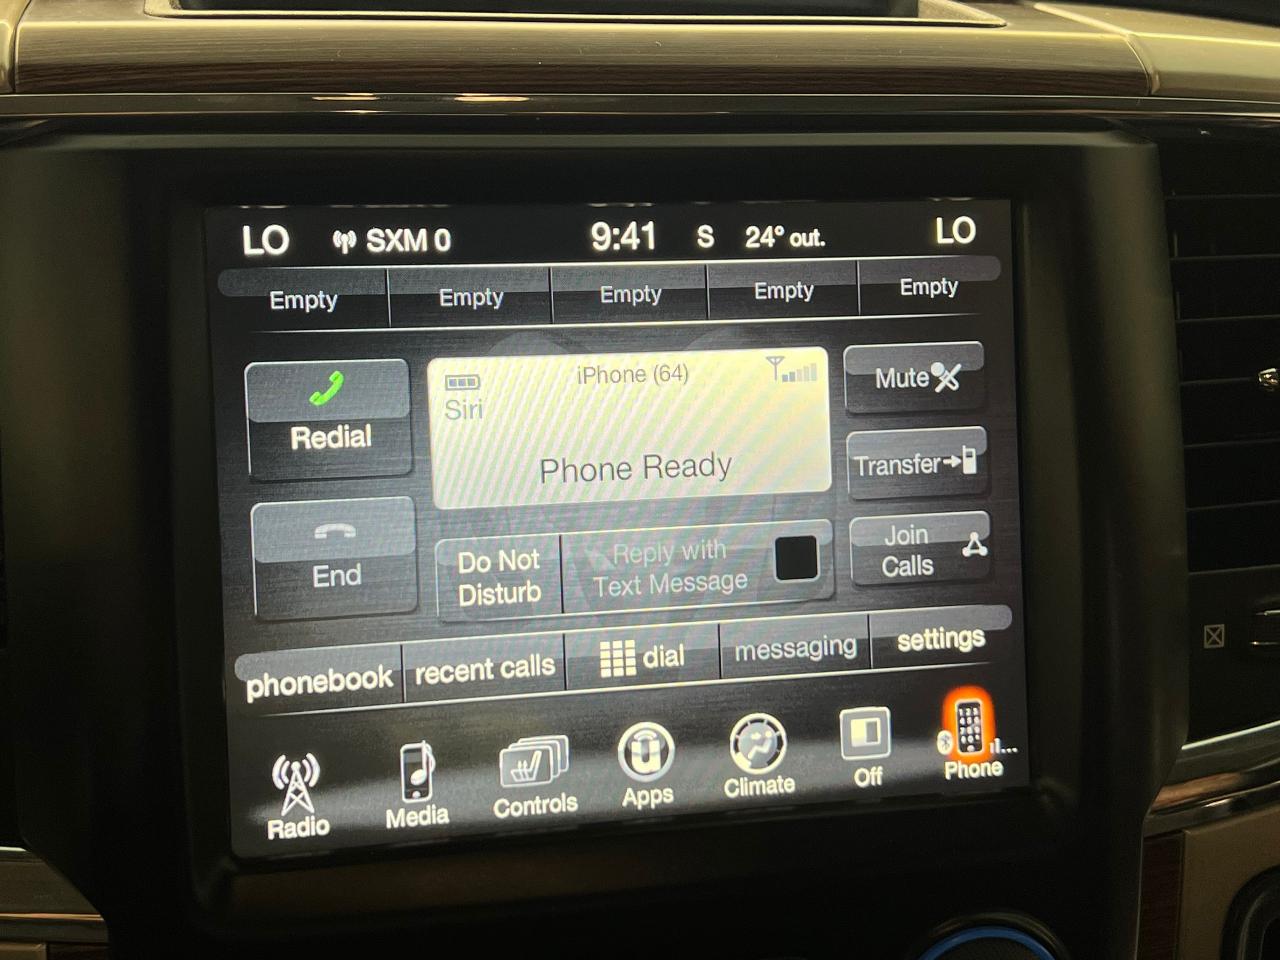 LO SXM 0 9:41 S 24° out. LO
Empty Empty Empty Empty Empty
Redial
iPhone (64)
Siri
Phone Ready
Mute
Transfer
End
Do Not
Disturb
Reply with
Text Message
Join
Calls
phonebook recent calls dial messaging settings
Radio Media Controls Apps Climate Off Phone